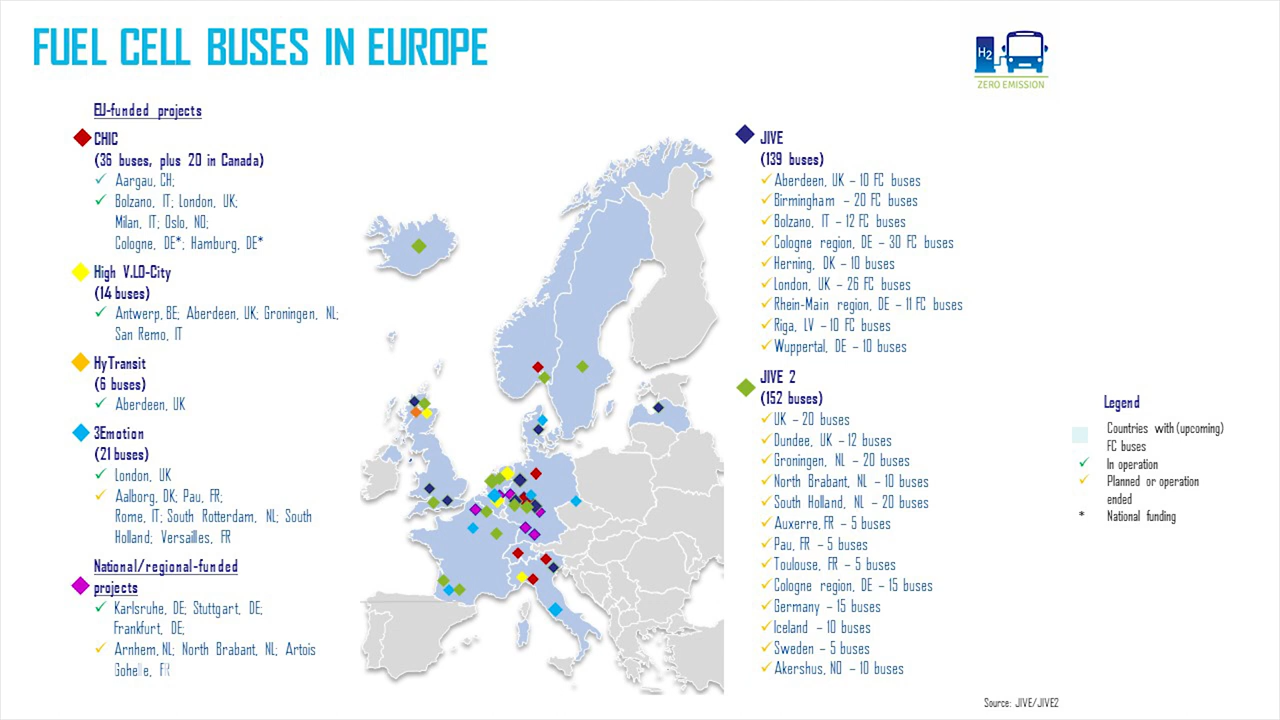 FUEL CELL BUSES IN EUROPE
H2
ZERO EMISSION
EU-funded projects
CHIC
(36 buses, plus 20 in Canada)
✓ Aargau, CH;
✓ Bolzano, IT; London, UK;
Milan, IT; Oslo, NO;
Cologne, DE*; Hamburg, DE*
High V.LO-City
(14 buses)
✓ Antwerp, BE; Aberdeen, UK; Groningen, NL;
San Remo, IT
HyTransit
(6 buses)
✓ Aberdeen, UK
3Emotion
(21 buses)
✓ London, UK
✓ Aalborg, DK; Pau, FR;
Rome, IT; South Rotterdam, NL; South
Holland; Versailles, FR
National/regional-funded
projects
✓ Karlsruhe, DE; Stuttgart, DE;
Frankfurt, DE;
✓ Arnhem, NL; North Brabant, NL; Artois
Gohelle, FR
JIVE
(139 buses)
✓ Aberdeen, UK – 10 FC buses
✓ Birmingham – 20 FC buses
✓ Bolzano, IT – 12 FC buses
✓ Cologne region, DE – 30 FC buses
✓ Herning, DK – 10 buses
✓ London, UK – 26 FC buses
✓ Rhein-Main region, DE – 11 FC buses
✓ Riga, LV – 10 FC buses
✓ Wuppertal, DE – 10 buses
JIVE 2
(152 buses)
✓ UK – 20 buses
✓ Dundee, UK – 12 buses
✓ Groningen, NL – 20 buses
✓ North Brabant, NL – 10 buses
✓ South Holland, NL – 20 buses
✓ Auxerre, FR – 5 buses
✓ Pau, FR – 5 buses
✓ Toulouse, FR – 5 buses
✓ Cologne region, DE – 15 buses
✓ Germany – 15 buses
✓ Iceland – 10 buses
✓ Sweden – 5 buses
✓ Akershus, NO – 10 buses
Legend
Countries with (upcoming)
FC buses
✓ In operation
✓ Planned or operation
ended
* National funding
Source: JIVE/JIVE2